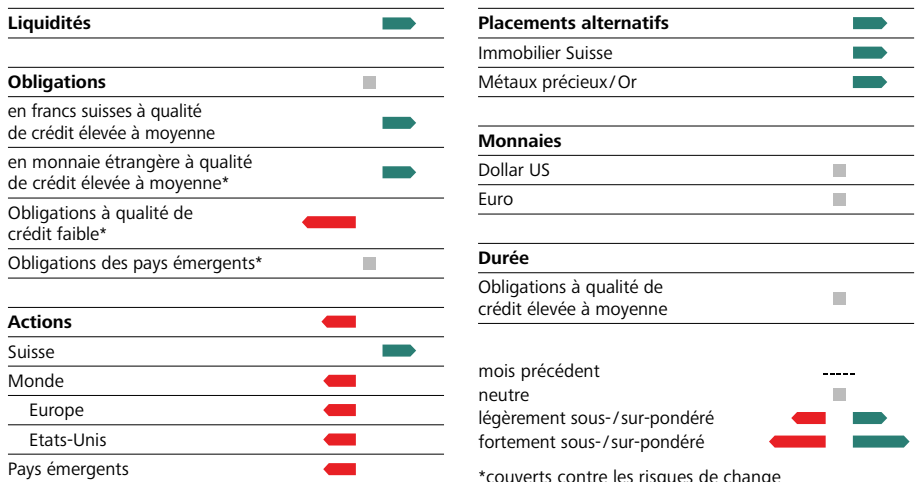 Liquidités
Obligations
en francs suisses à qualité
de crédit élevée à moyenne
en monnaie étrangère à qualité
de crédit élevée à moyenne*
Obligations à qualité de
crédit faible*
Obligations des pays émergents*
Actions
Suisse
Monde
Europe
Etats-Unis
Pays émergents
Placements alternatifs
Immobilier Suisse
Métaux précieux/Or
Monnaies
Dollar US
Euro
Durée
Obligations à qualité de
crédit élevée à moyenne
mois précédent
neutre
légèrement sous-/sur-pondéré
fortement sous-/sur-pondéré
*couverts contre les risques de change